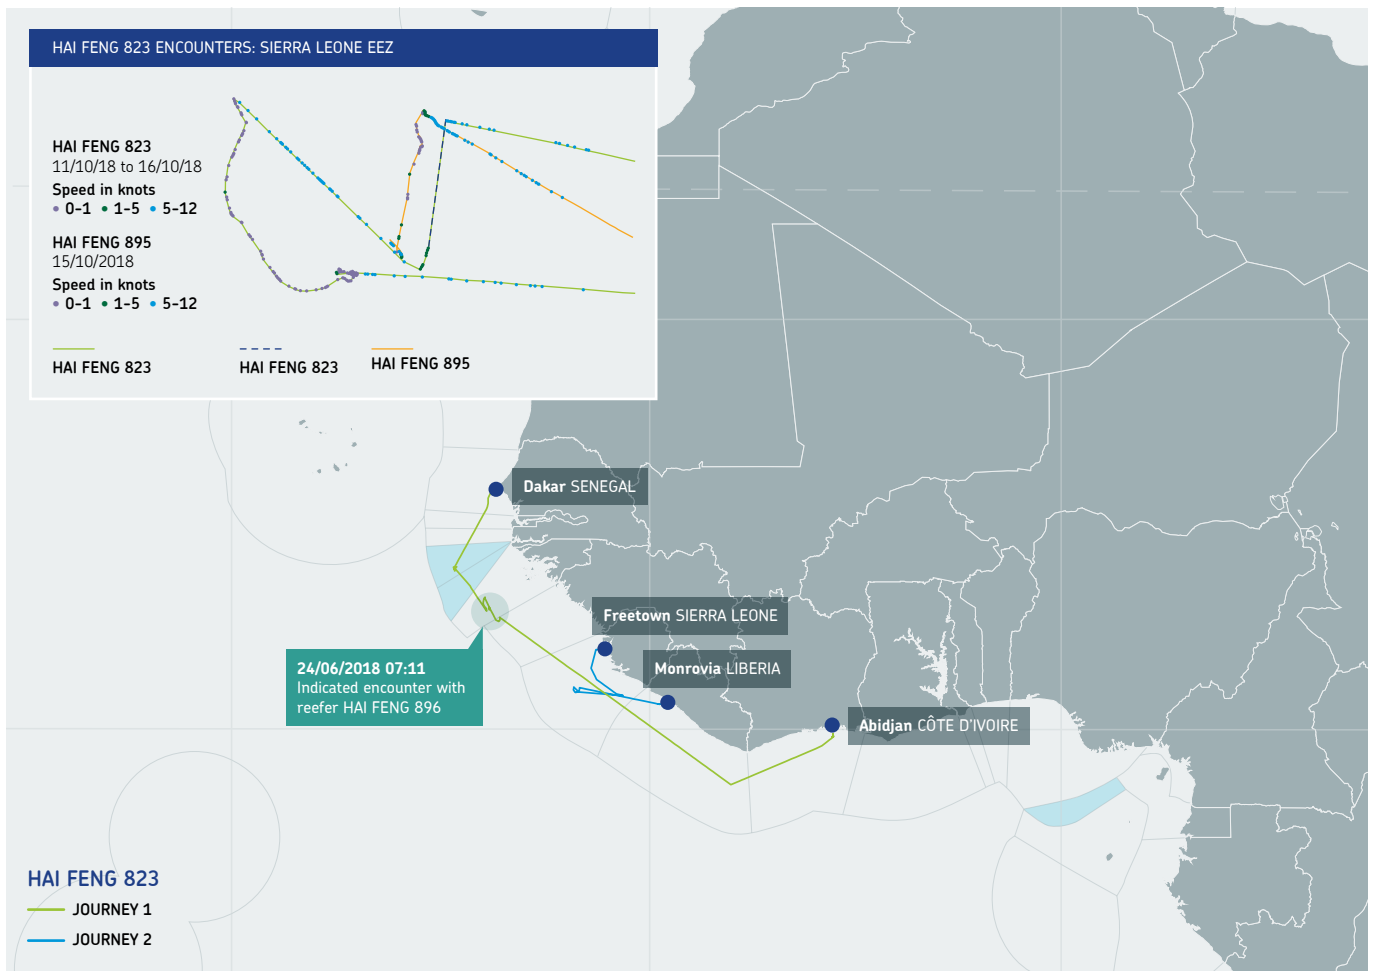 HAI FENG 823 ENCOUNTERS: SIERRA LEONE EEZ
HAI FENG 823
11/10/18 to 16/10/18
Speed in knots
0-1 1-5 5-12
HAI FENG 895
15/10/2018
Speed in knots
0-1 1-5 5-12
HAI FENG 823
HAI FENG 823
HAI FENG 895
Dakar SENEGAL
Freetown SIERRA LEONE
Monrovia LIBERIA
24/06/2018 07:11
Indicated encounter with
reefer HAI FENG 896
Abidjan CÔTE D'IVOIRE
HAI FENG 823
JOURNEY 1
JOURNEY 2